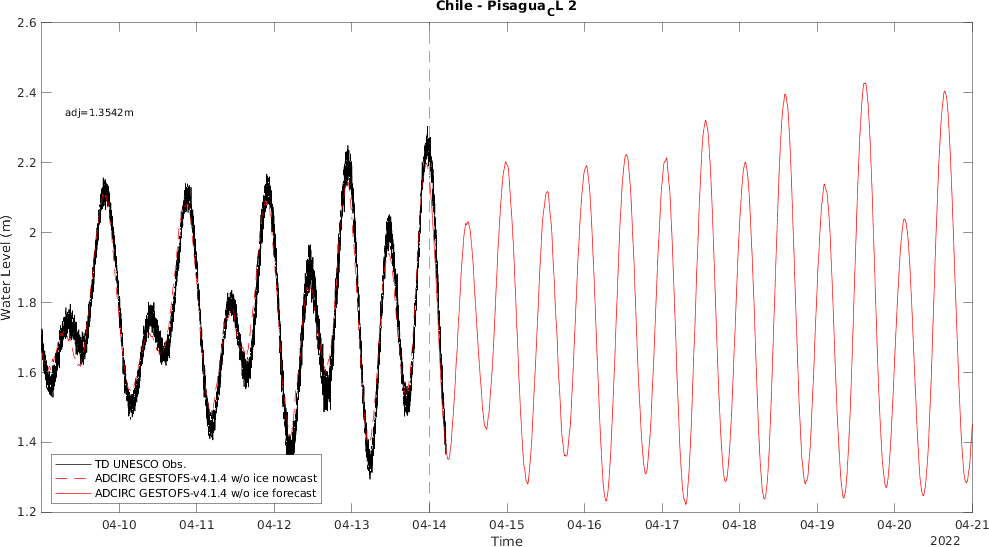 Chile - PisaguaCL 2
2.6
2.4
adj=1.3542m
2.2
2
Water Level (m)
1.8
1.6
1.4
TD UNESCO Obs.
ADCIRC GESTOFS-v4.1.4 w/o ice nowcast
ADCIRC GESTOFS-v4.1.4 w/o ice forecast
1.2
04-10 04-11 04-12 04-13 04-14 04-15 04-16 04-17 04-18 04-19 04-20 04-21
Time
2022